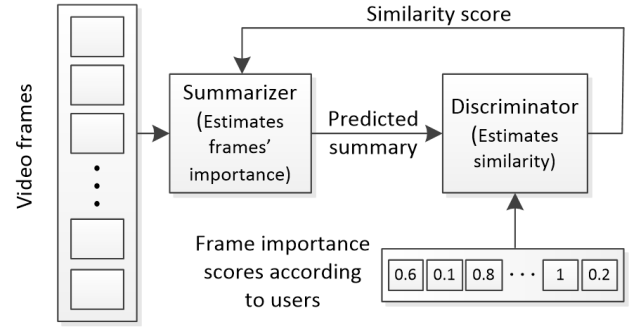 Similarity score
Video frames
Summarizer
(Estimates
frames'
importance)
Predicted
summary
Discriminator
(Estimates
similarity)
Frame importance
scores according
to users
0.6 0.1 0.8 ··· 1 0.2